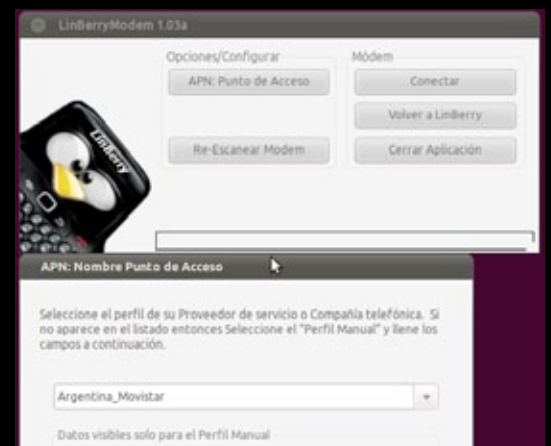 LinBerryModem 1.03a
Opciones/Configurar
Módem
APN: Punto de Acceso
Conectar
Volver a LinBerry
Re-Escanear Modem
Cerrar Aplicación
LinBerry
APN: Nombre Punto de Acceso
Seleccione el perfil de su Proveedor de servicio o Compañia telefónica. Si
no aparece en el listado entonces Seleccione el "Perfil Manual" y llene los
campos a continuación.
Argentina_Movistar
Datos visibles solo para el Perfil Manual